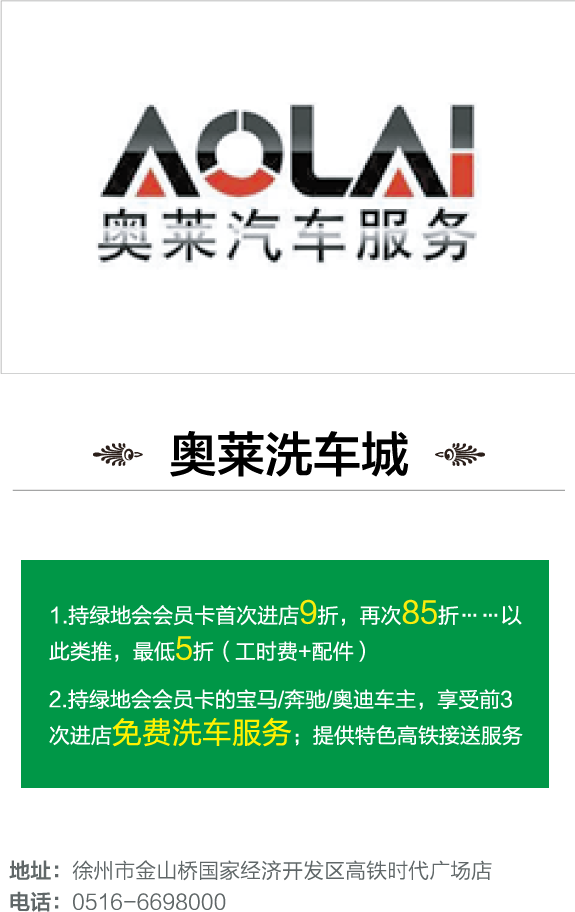 AOLAI
奥莱汽车服务
奥莱洗车城
1.持绿地会会员卡首次进店9折，再次85折……以
此类推，最低5折（工时费+配件）
2.持绿地会会员卡的宝马/奔驰/奥迪车主，享受前3
次进店免费洗车服务；提供特色高铁接送服务
地址：徐州市金山桥国家经济开发区高铁时代广场店
电话：0516-6698000